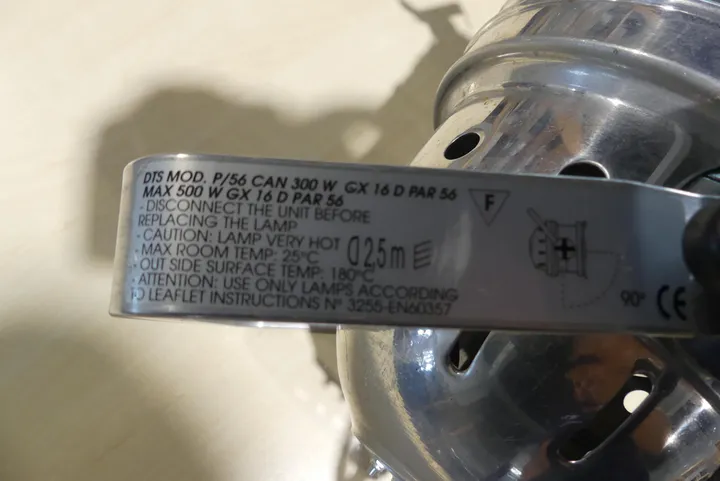 DTS MOD. P/56 CAN 300 W GX 16 D PAR 56
MAX 500 W GX 16 D PAR 56
- DISCONNECT THE UNIT BEFORE
REPLACING THE LAMP
- CAUTION: LAMP VERY HOT
- MAX ROOM TEMP: 25°C
- OUT SIDE SURFACE TEMP: 180°C
- ATTENTION: USE ONLY LAMPS ACCORDING
TO LEAFLET INSTRUCTIONS N° 3255-EN60357
2.5m
F
90°
CE